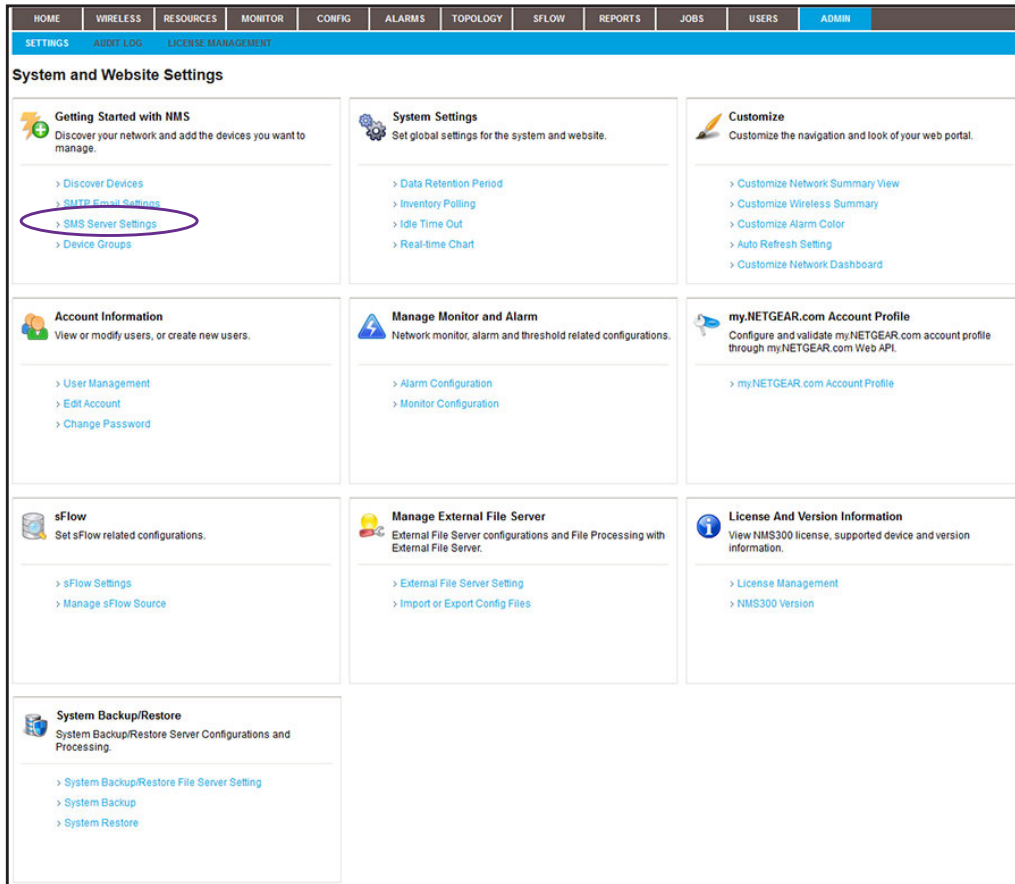 HOME WIRELESS RESOURCES MONITOR CONFIG ALARMS TOPOLOGY SFLOW REPORTS JOBS USERS ADMIN
SETTINGS AUDIT LOG LICENSE MANAGEMENT
System and Website Settings
Getting Started with NMS
Discover your network and add the devices you want to
manage.
> Discover Devices
> SMTP Email Settings
> SMS Server Settings
> Device Groups
System Settings
Set global settings for the system and website.
> Data Retention Period
> Inventory Polling
> Idle Time Out
> Real-time Chart
Customize
Customize the navigation and look of your web portal.
> Customize Network Summary View
> Customize Wireless Summary
> Customize Alarm Color
> Auto Refresh Setting
> Customize Network Dashboard
Account Information
View or modify users, or create new users.
> User Management
> Edit Account
> Change Password
Manage Monitor and Alarm
Network monitor, alarm and threshold related configurations.
> Alarm Configuration
> Monitor Configuration
my.NETGEAR.com Account Profile
Configure and validate my.NETGEAR.com account profile
through my.NETGEAR.com Web API.
> my.NETGEAR.com Account Profile
sFlow
Set sFlow related configurations.
> sFlow Settings
> Manage sFlow Source
Manage External File Server
External File Server configurations and File Processing with
External File Server.
> External File Server Setting
> Import or Export Config Files
License And Version Information
View NMS300 license, supported device and version
information.
> License Management
> NMS300 Version
System Backup/Restore
System Backup/Restore Server Configurations and
Processing.
> System Backup/Restore File Server Setting
> System Backup
> System Restore